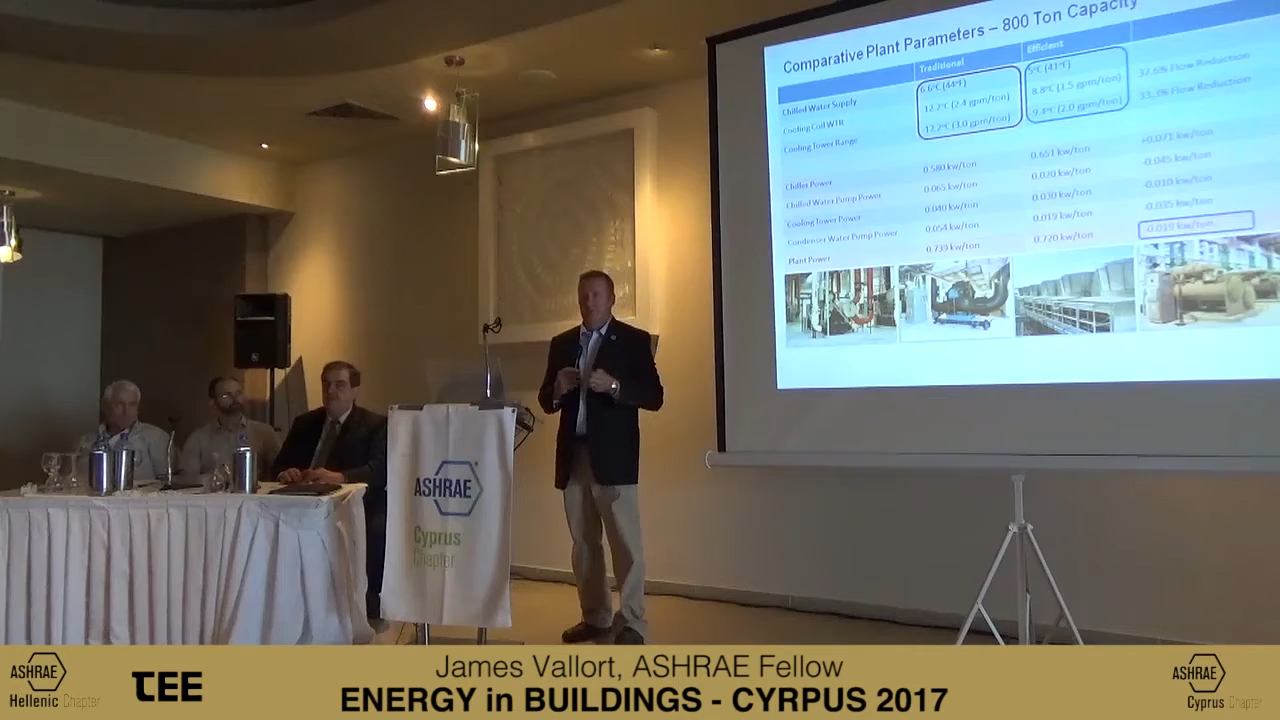 Comparative Plant Parameters – 800 Ton Capacity
Traditional Efficient
Chilled Water Supply 6.6°C (44°F) 5°C (41°F)
Cooling Coil WTR 12.2°C (2.4 gpm/ton) 8.8°C (1.5 gpm/ton) 37.6% Flow Reduction
Cooling Tower Range 12.2°C (3.0 gpm/ton) 9.4°C (2.0 gpm/ton) 33.3% Flow Reduction
Chiller Power 0.580 kw/ton 0.651 kw/ton +0.071 kw/ton
Chilled Water Pump Power 0.065 kw/ton 0.020 kw/ton -0.045 kw/ton
Cooling Tower Power 0.040 kw/ton 0.030 kw/ton -0.010 kw/ton
Condenser Water Pump Power 0.054 kw/ton 0.019 kw/ton -0.035 kw/ton
Plant Power 0.739 kw/ton 0.720 kw/ton -0.019 kw/ton
ASHRAE
Cyprus
Chapter
ASHRAE
Hellenic Chapter
TEE
James Vallort, ASHRAE Fellow
ENERGY in BUILDINGS - CYRPUS 2017
ASHRAE
Cyprus Chapter